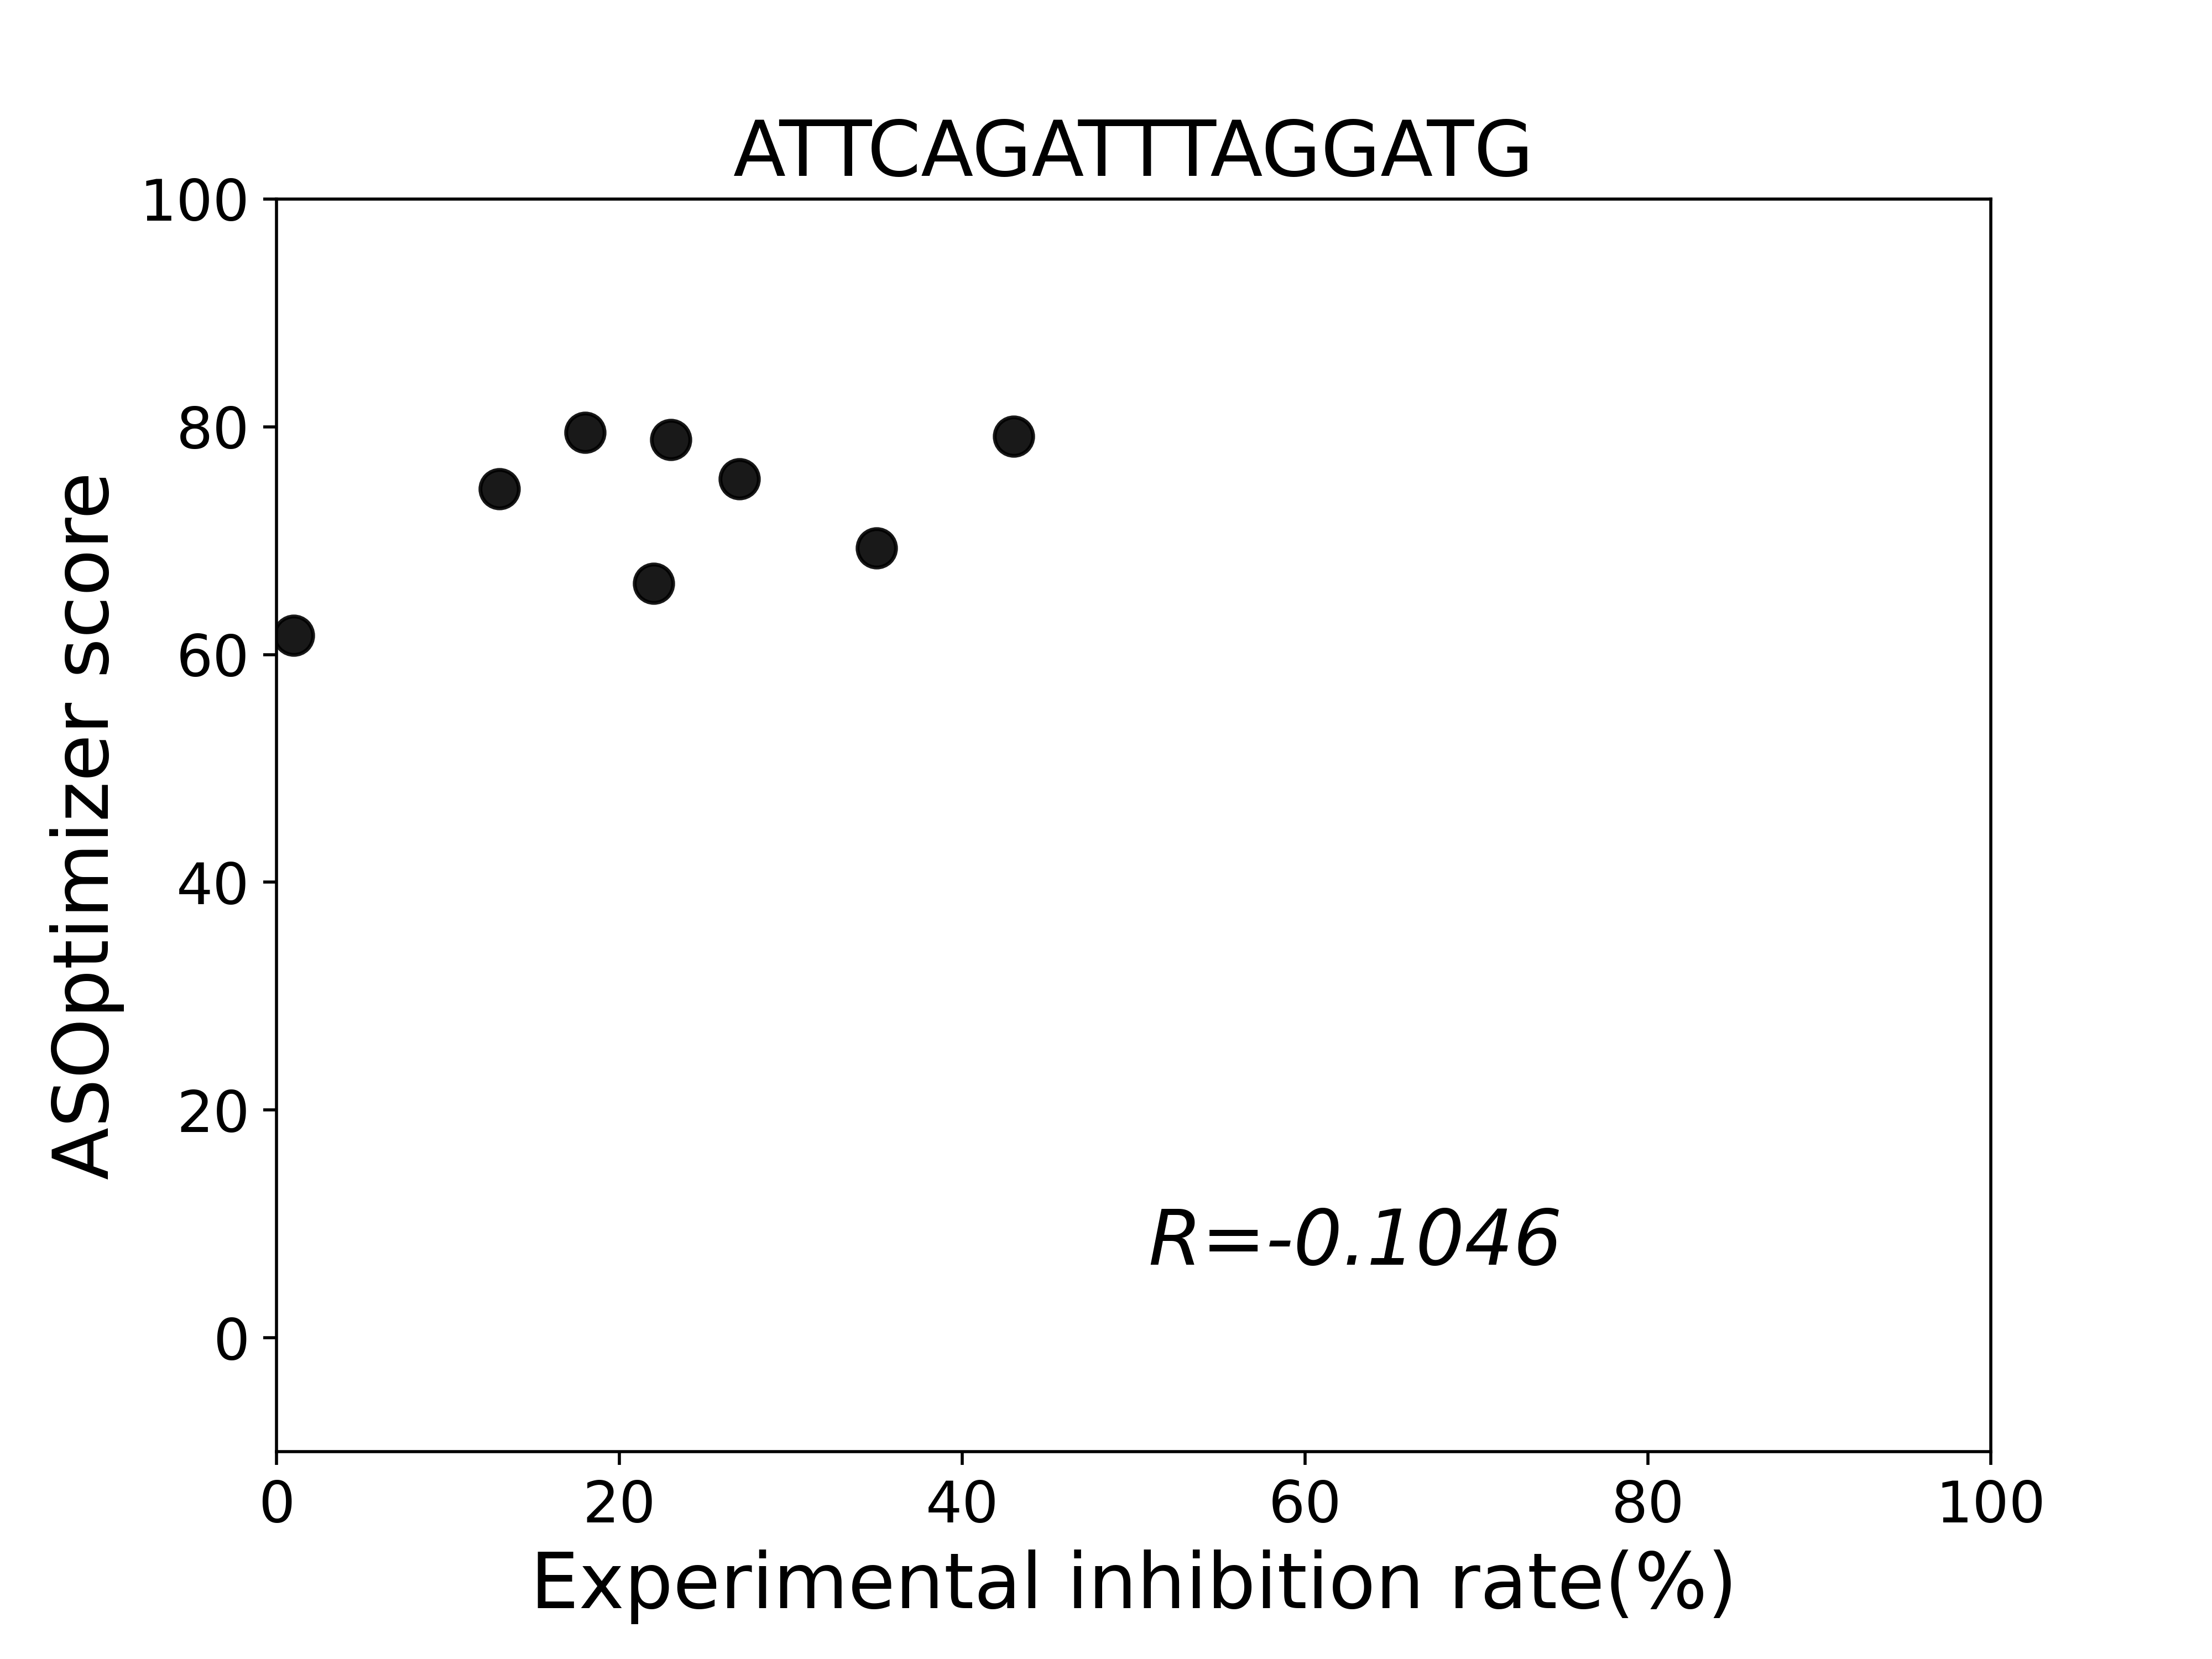 ATTCAGATTTAGGATG
100
80
60
40
20
0
ASOptimizer score
R=-0.1046
0 20 40 60 80 100
Experimental inhibition rate(%)